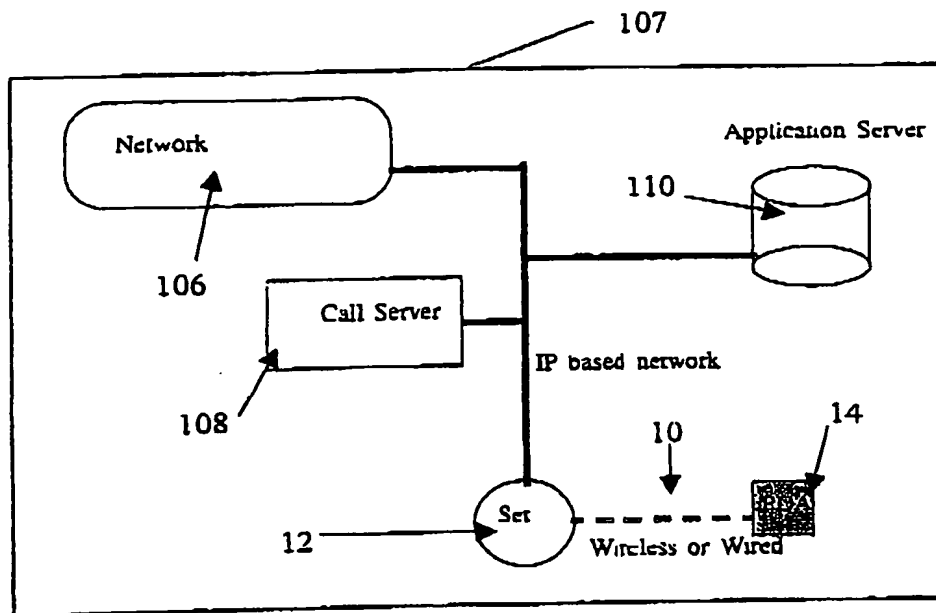 107
Network
Application Server
110
106
Call Server
IP based network
108
10
14
Set
PDA
12
Wireless or Wired